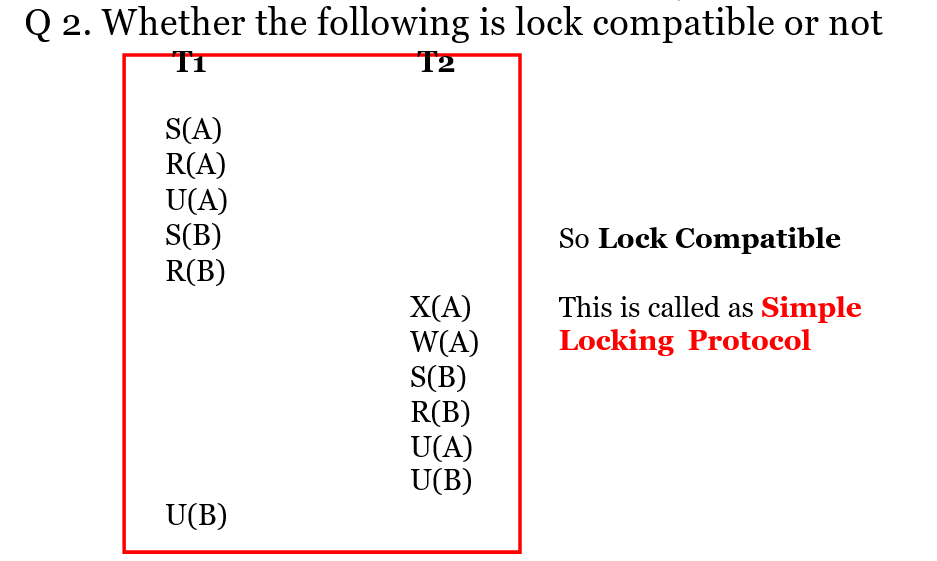 Q 2. Whether the following is lock compatible or not
T1 T2
S(A)
R(A)
U(A)
S(B)
So Lock Compatible
R(B)
X(A)
This is called as Simple
W(A)
Locking Protocol
S(B)
R(B)
U(A)
U(B)
U(B)